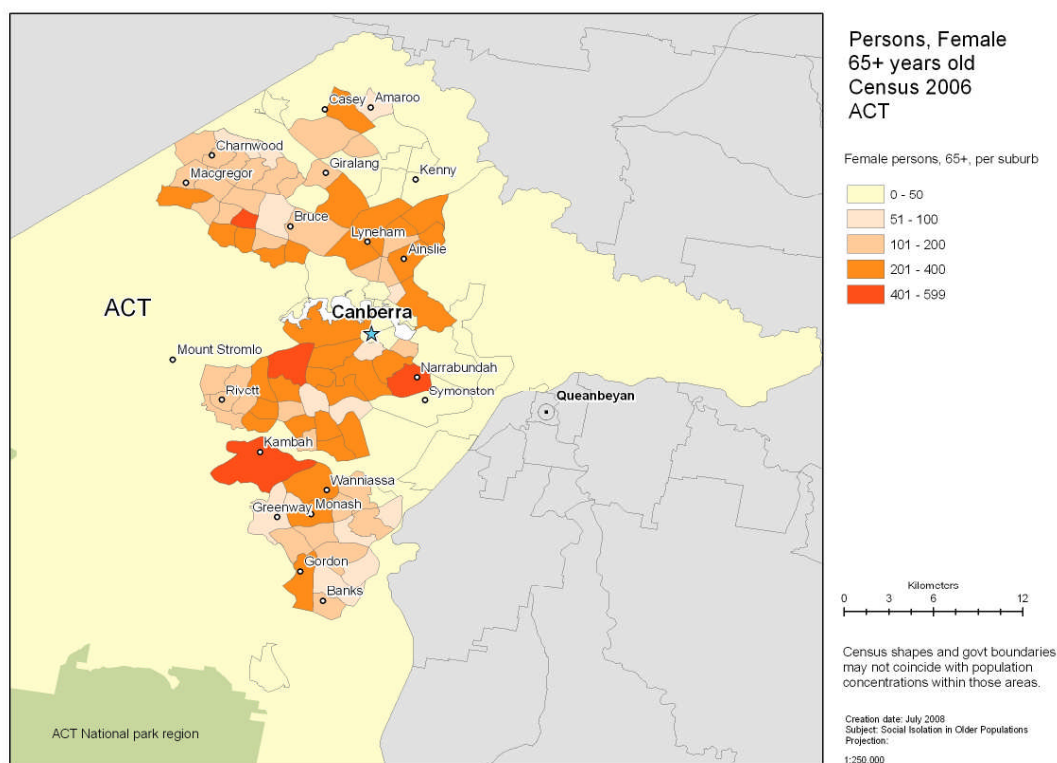 Persons, Female
65+ years old
Census 2006
ACT
Female persons, 65+, per suburb
0 - 50
51 - 100
101 - 200
201 - 400
401 - 599
Casey
Amaroo
Charnwood
Giralang
Kenny
Macgregor
Bruce
Lyneham
Ainslie
ACT
Canberra
Mount Stromlo
Narrabundah
Rivett
Symonston
Queanbeyan
Kambah
Wanniassa
Greenway
Monash
Gordon
Banks
ACT National park region
Kilometers
0 3 6 12
Census shapes and govt boundaries
may not coincide with population
concentrations within those areas.
Creation date: July 2008
Subject: Social Isolation in Older Populations
Projection:
1:250,000